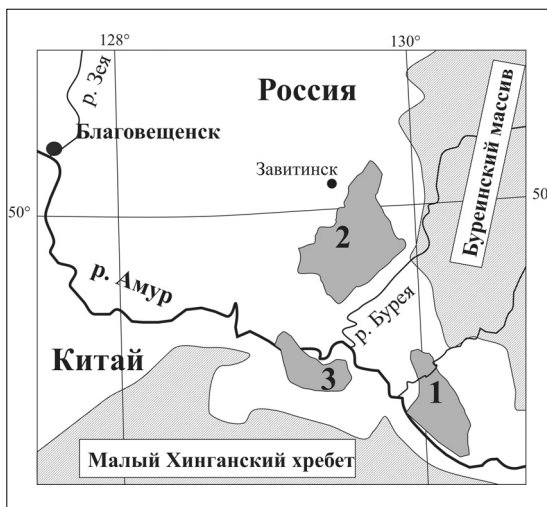 128°
130°
р. Зея
Россия
Благовещенск
Буреинский массив
Завитинск
50°
50
2
р. Амур
р. Бурея
Китай
3
1
Малый Хинганский хребет